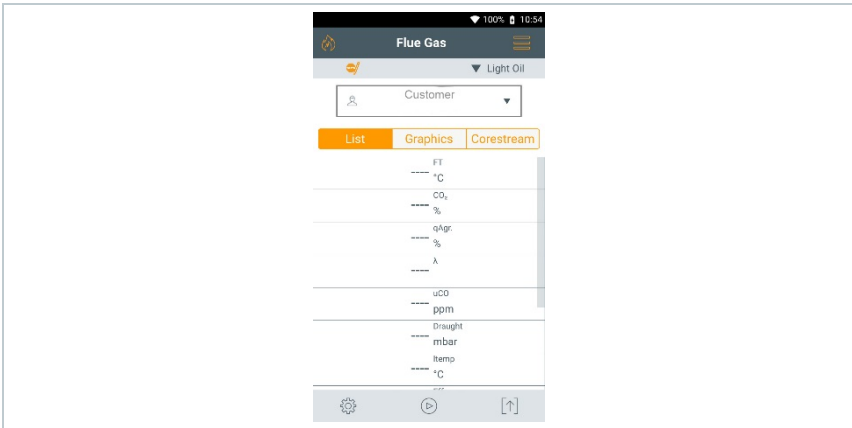 100% 10:54
Flue Gas
Light Oil
Customer
List Graphics Corestream
FT
---- °C
CO₂
---- %
qAgr.
---- %
λ
----
uCO
---- ppm
Draught
---- mbar
Itemp
---- °C